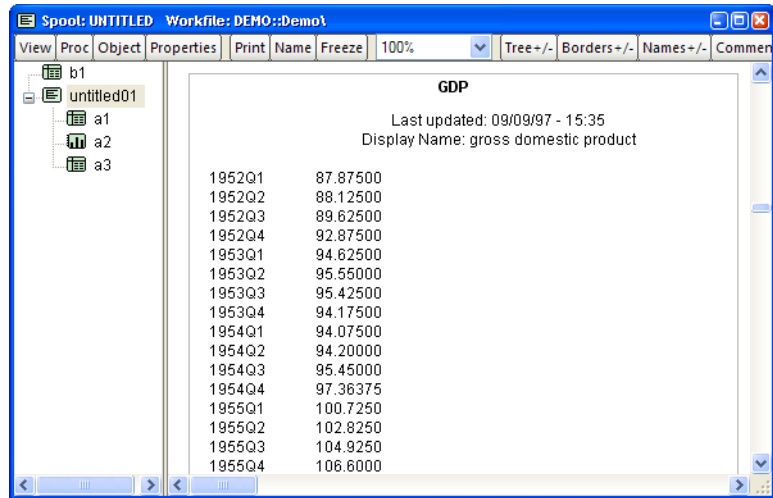 Spool: UNTITLED Workfile: DEMO::Demo\
View Proc Object Properties Print Name Freeze 100% Tree+/- Borders+/- Names+/- Commen
b1
untitled01
a1
a2
a3
GDP
Last updated: 09/09/97 - 15:35
Display Name: gross domestic product
1952Q1 87.87500
1952Q2 88.12500
1952Q3 89.62500
1952Q4 92.87500
1953Q1 94.62500
1953Q2 95.55000
1953Q3 95.42500
1953Q4 94.17500
1954Q1 94.07500
1954Q2 94.20000
1954Q3 95.45000
1954Q4 97.36375
1955Q1 100.7250
1955Q2 102.8250
1955Q3 104.9250
1955Q4 106.6000